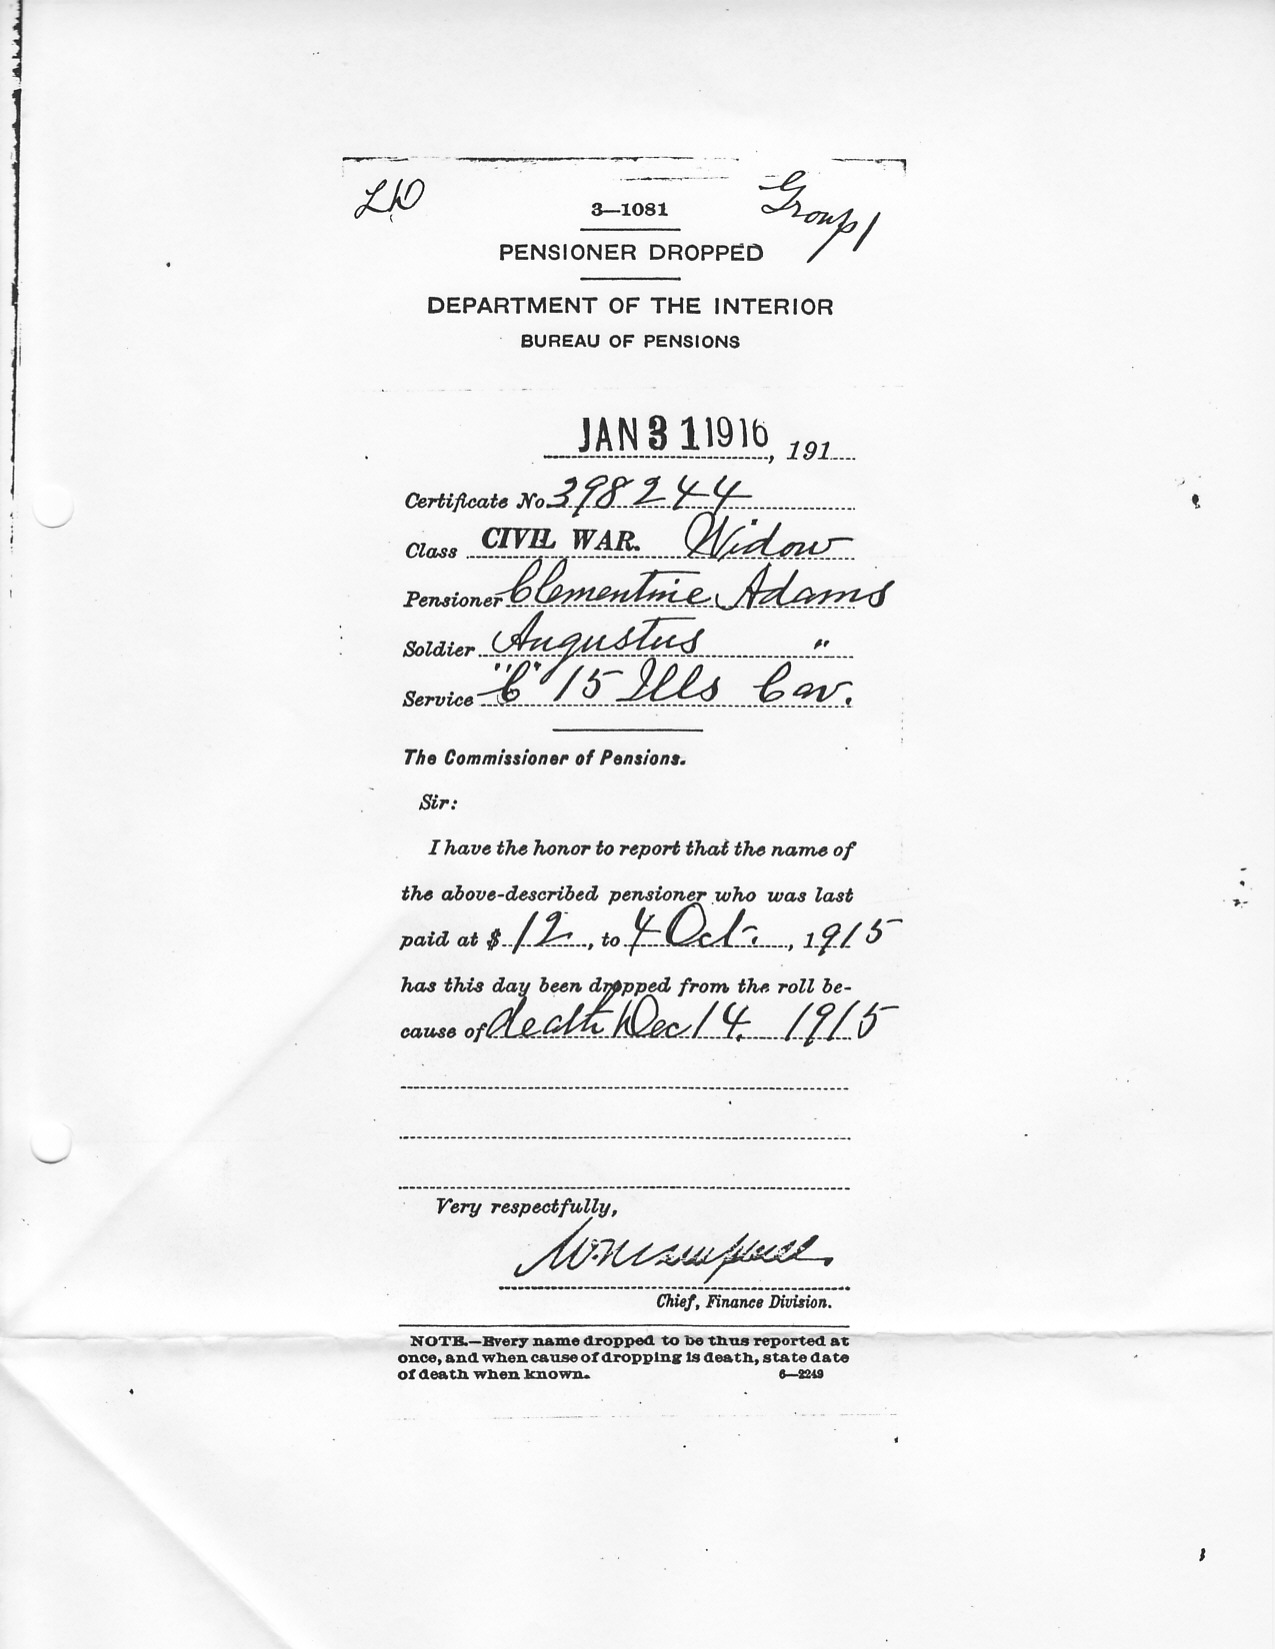 LD
Group 1
3—1081
PENSIONER DROPPED
DEPARTMENT OF THE INTERIOR
BUREAU OF PENSIONS
JAN 31 1916, 191
Certificate No. 398244
Class CIVIL WAR. Widow
Pensioner Clementine Adams
Soldier Augustus "
Service "C" 15 Ills Cav.
The Commissioner of Pensions.
Sir:
I have the honor to report that the name of
the above-described pensioner who was last
paid at $ 12, to 4 Oct., 1915
has this day been dropped from the roll be-
cause of death Dec 14. 1915
Very respectfully,
Chief, Finance Division.
NOTE.—Every name dropped to be thus reported at
once, and when cause of dropping is death, state date
of death when known. 6—2249